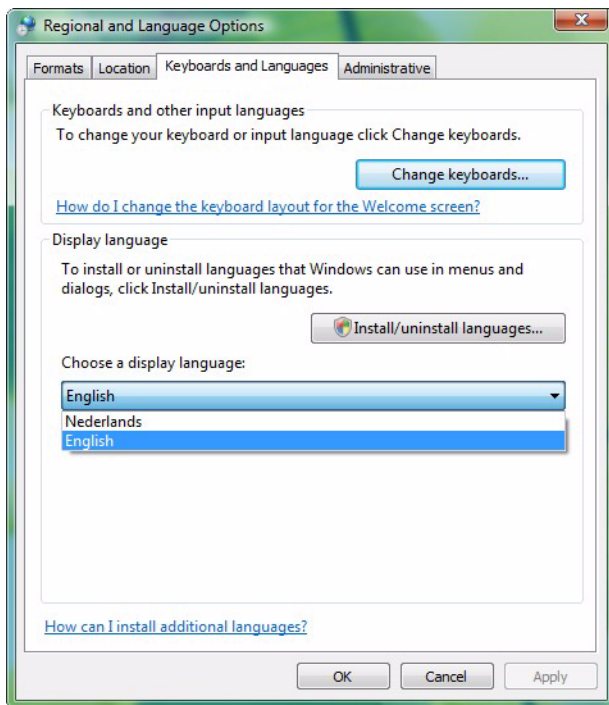 Regional and Language Options
Formats Location Keyboards and Languages Administrative
Keyboards and other input languages
To change your keyboard or input language click Change keyboards.
Change keyboards...
How do I change the keyboard layout for the Welcome screen?
Display language
To install or uninstall languages that Windows can use in menus and
dialogs, click Install/uninstall languages.
Install/uninstall languages...
Choose a display language:
English
Nederlands
English
How can I install additional languages?
OK Cancel Apply